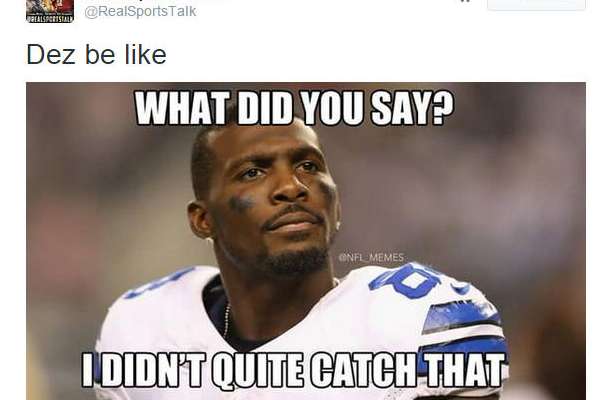 @RealSportsTalk
Dez be like
WHAT DID YOU SAY?
@NFL_MEMES
I DIDN'T QUITE CATCH THAT